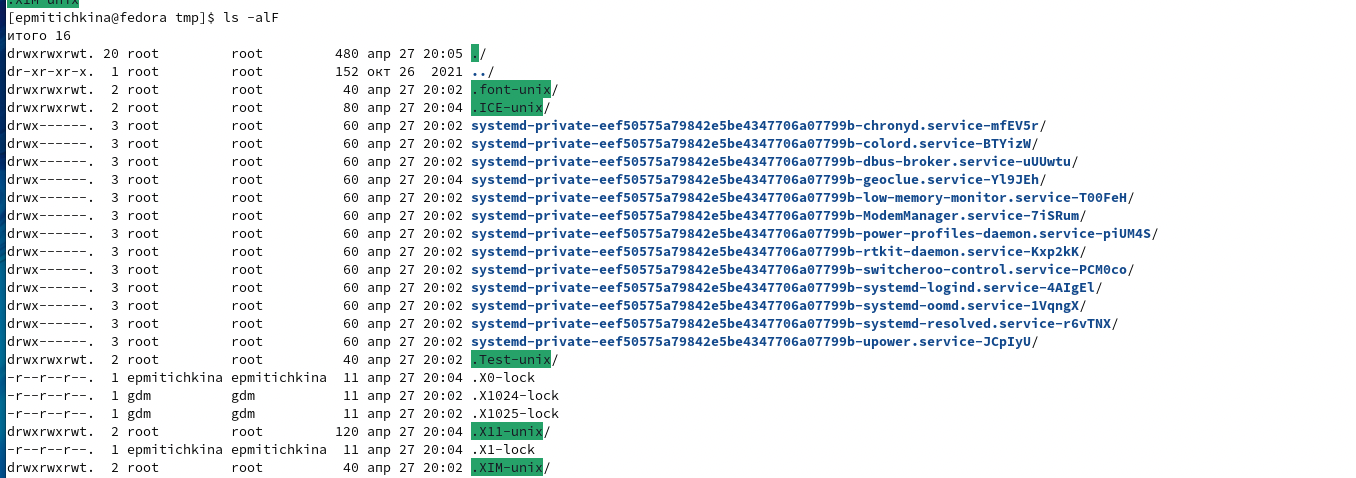 .XIM-unix
[epmitichkina@fedora tmp]$ ls -alF
итого 16
drwxrwxrwt. 20 root         root         480 апр 27 20:05 ./
dr-xr-xr-x.  1 root         root         152 окт 26  2021 ../
drwxrwxrwt.  2 root         root          40 апр 27 20:02 .font-unix/
drwxrwxrwt.  2 root         root          80 апр 27 20:04 .ICE-unix/
drwx------.  3 root         root          60 апр 27 20:02 systemd-private-eef50575a79842e5be4347706a07799b-chronyd.service-mfEV5r/
drwx------.  3 root         root          60 апр 27 20:02 systemd-private-eef50575a79842e5be4347706a07799b-colord.service-BTYizW/
drwx------.  3 root         root          60 апр 27 20:02 systemd-private-eef50575a79842e5be4347706a07799b-dbus-broker.service-uUUwtu/
drwx------.  3 root         root          60 апр 27 20:04 systemd-private-eef50575a79842e5be4347706a07799b-geoclue.service-Yl9JEh/
drwx------.  3 root         root          60 апр 27 20:02 systemd-private-eef50575a79842e5be4347706a07799b-low-memory-monitor.service-T00FeH/
drwx------.  3 root         root          60 апр 27 20:02 systemd-private-eef50575a79842e5be4347706a07799b-ModemManager.service-7iSRum/
drwx------.  3 root         root          60 апр 27 20:02 systemd-private-eef50575a79842e5be4347706a07799b-power-profiles-daemon.service-piUM4S/
drwx------.  3 root         root          60 апр 27 20:02 systemd-private-eef50575a79842e5be4347706a07799b-rtkit-daemon.service-Kxp2kK/
drwx------.  3 root         root          60 апр 27 20:02 systemd-private-eef50575a79842e5be4347706a07799b-switcheroo-control.service-PCM0co/
drwx------.  3 root         root          60 апр 27 20:02 systemd-private-eef50575a79842e5be4347706a07799b-systemd-logind.service-4AIgEl/
drwx------.  3 root         root          60 апр 27 20:02 systemd-private-eef50575a79842e5be4347706a07799b-systemd-oomd.service-1VqngX/
drwx------.  3 root         root          60 апр 27 20:02 systemd-private-eef50575a79842e5be4347706a07799b-systemd-resolved.service-r6vTNX/
drwx------.  3 root         root          60 апр 27 20:02 systemd-private-eef50575a79842e5be4347706a07799b-upower.service-JCpIyU/
drwxrwxrwt.  2 root         root          40 апр 27 20:02 .Test-unix/
-r--r--r--.  1 epmitichkina epmitichkina  11 апр 27 20:04 .X0-lock
-r--r--r--.  1 gdm          gdm           11 апр 27 20:02 .X1024-lock
-r--r--r--.  1 gdm          gdm           11 апр 27 20:02 .X1025-lock
drwxrwxrwt.  2 root         root         120 апр 27 20:04 .X11-unix/
-r--r--r--.  1 epmitichkina epmitichkina  11 апр 27 20:04 .X1-lock
drwxrwxrwt.  2 root         root          40 апр 27 20:02 .XIM-unix/